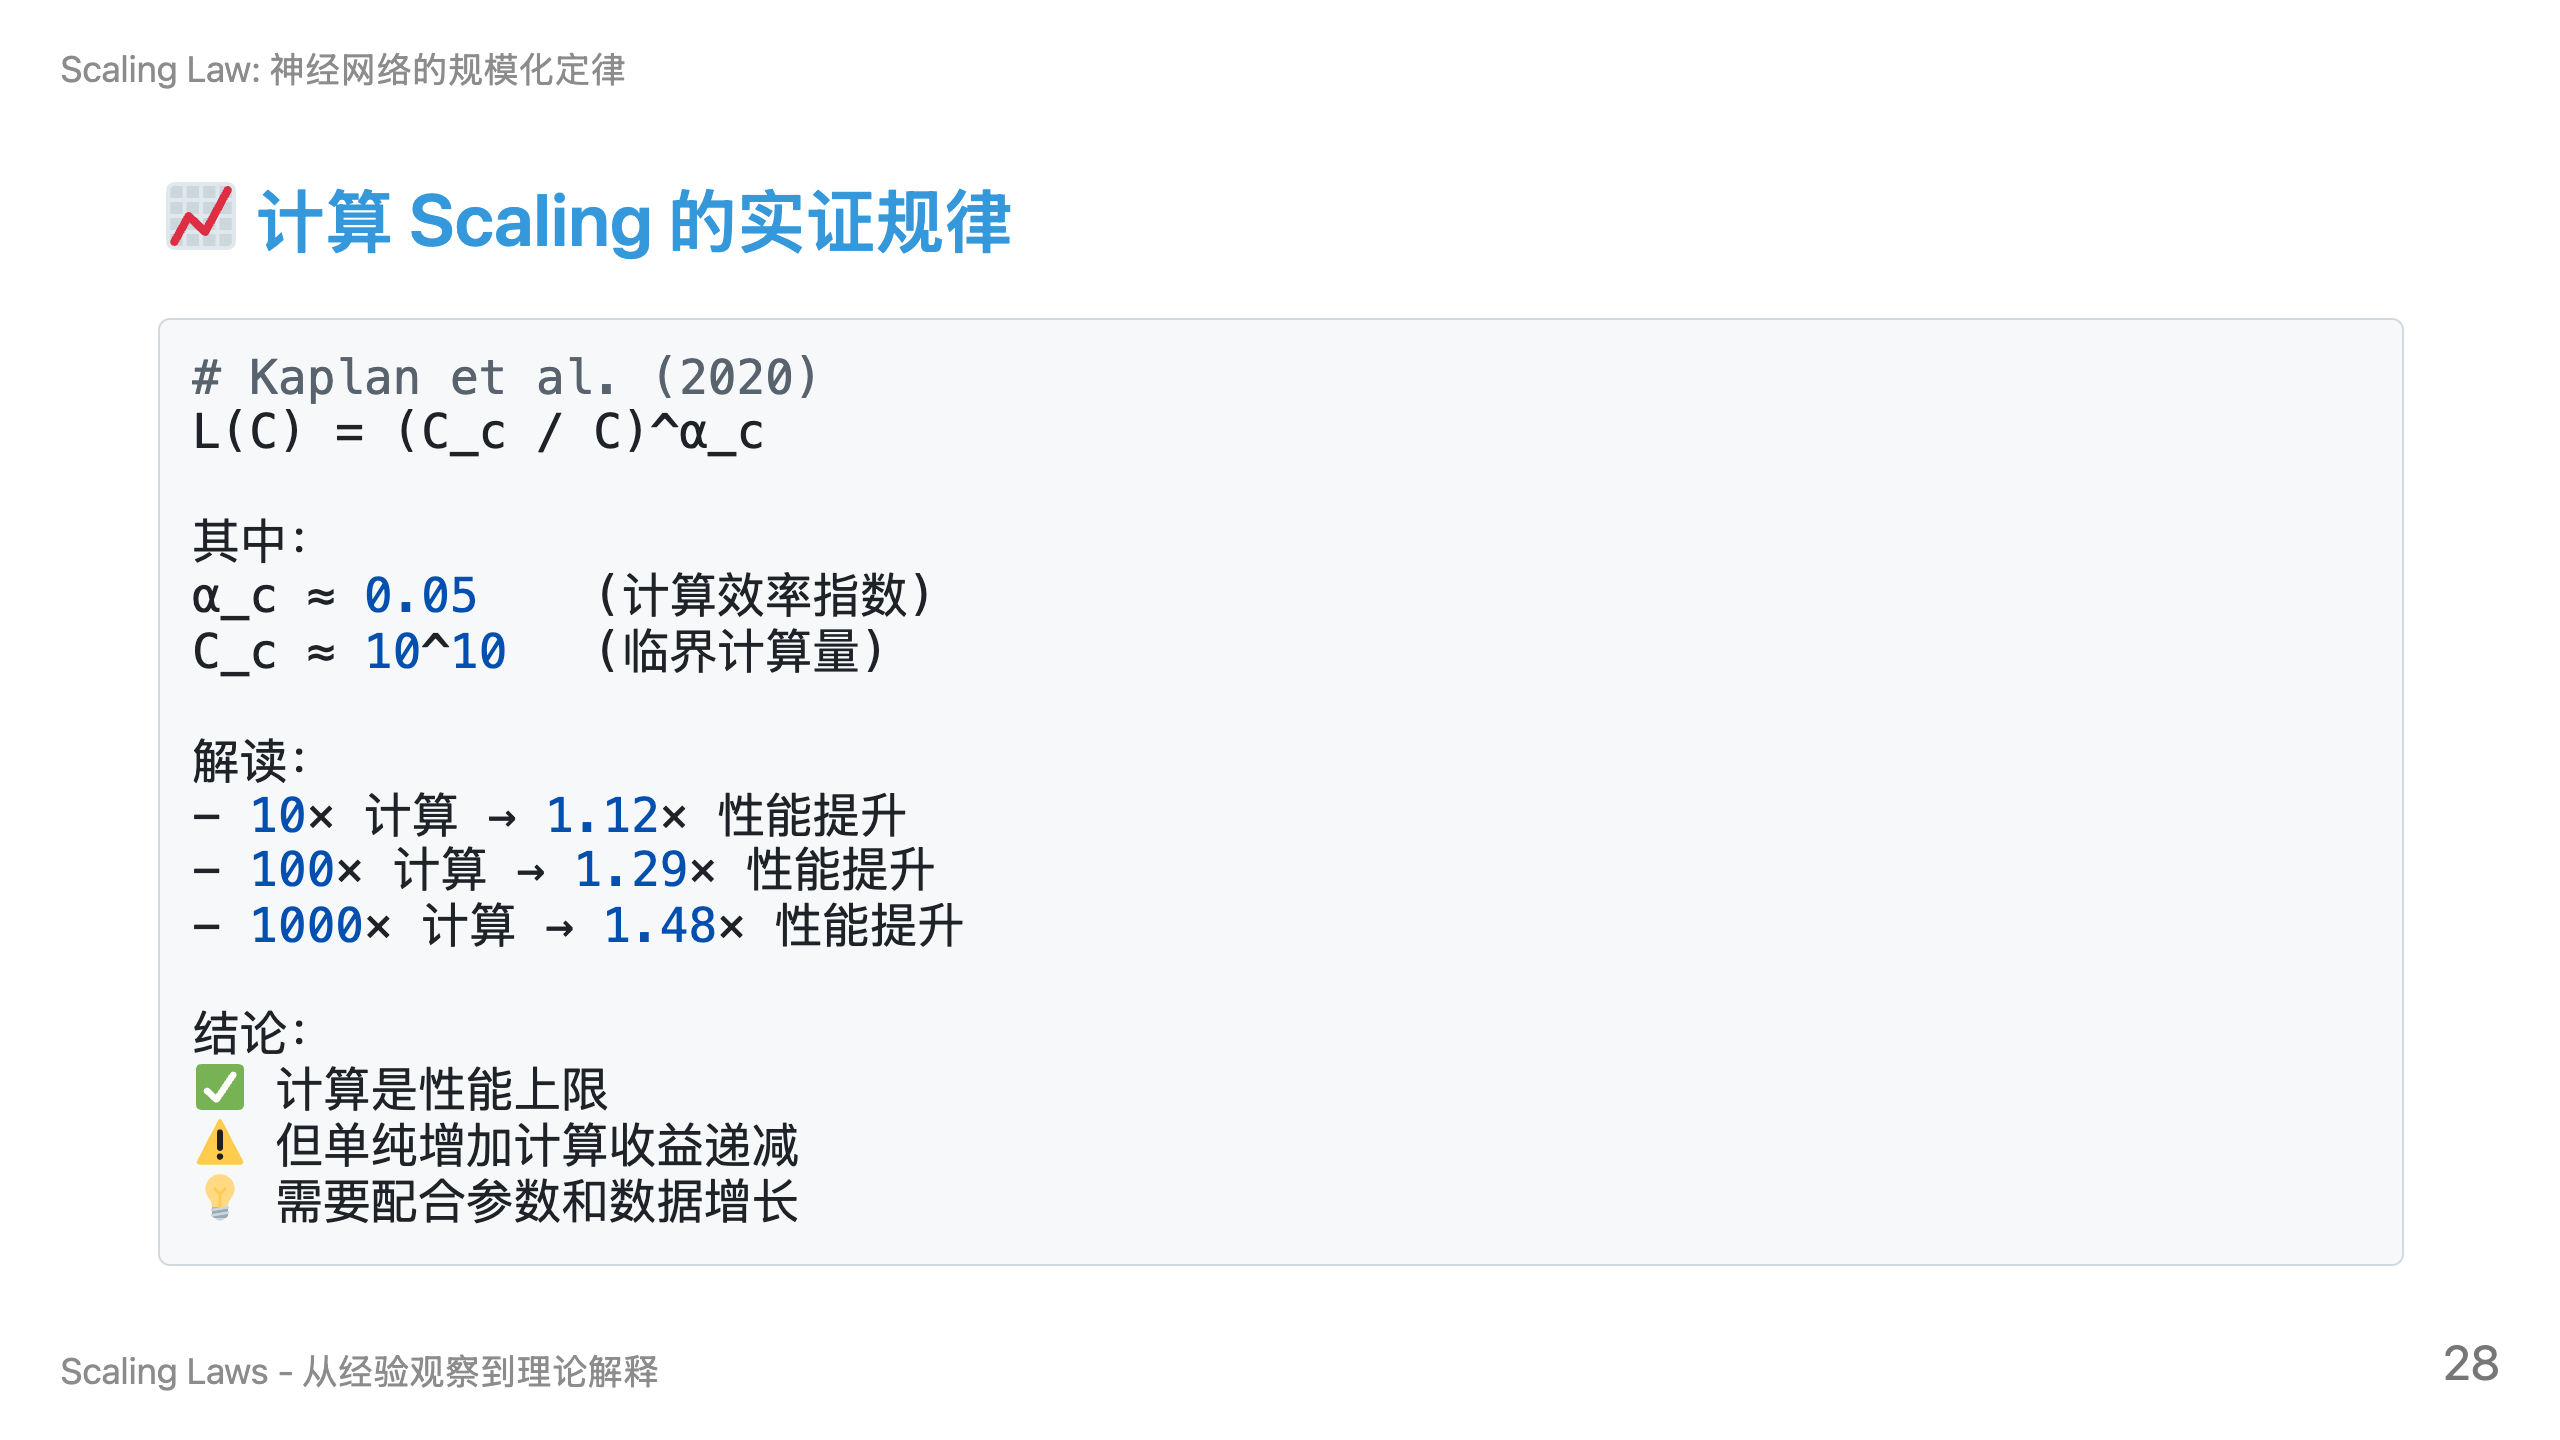 Scaling Law: 神经网络的规模化定律
📈 计算 Scaling 的实证规律
# Kaplan et al. (2020)
L(C) = (C_c / C)^α_c
其中：
α_c ≈ 0.05    (计算效率指数)
C_c ≈ 10^10   (临界计算量)
解读：
- 10× 计算 → 1.12× 性能提升
- 100× 计算 → 1.29× 性能提升
- 1000× 计算 → 1.48× 性能提升
结论：
✅ 计算是性能上限
⚠️ 但单纯增加计算收益递减
💡 需要配合参数和数据增长
Scaling Laws - 从经验观察到理论解释
28